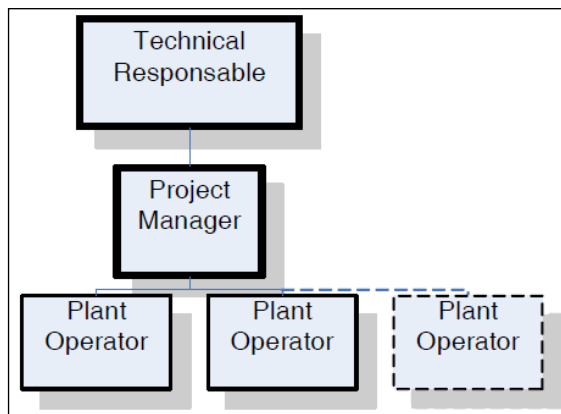 Technical
Responsable
Project
Manager
Plant
Operator
Plant
Operator
Plant
Operator